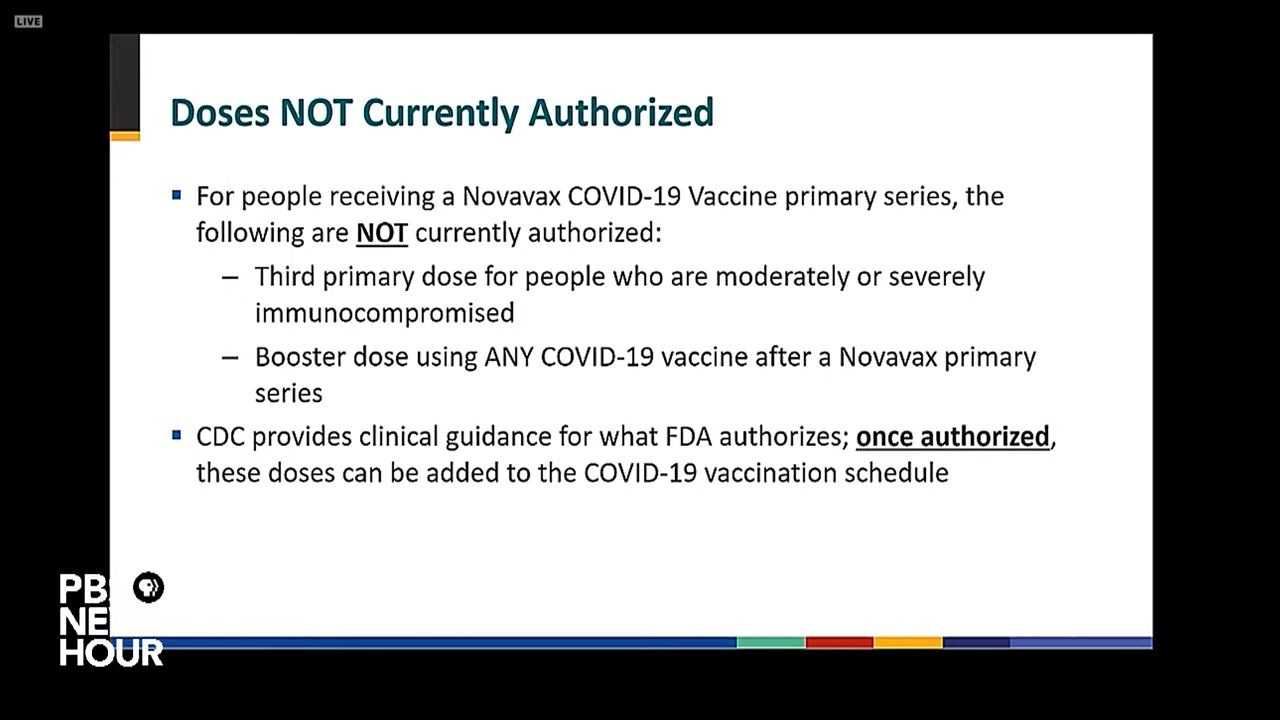 LIVE
Doses NOT Currently Authorized
▪ For people receiving a Novavax COVID-19 Vaccine primary series, the
following are NOT currently authorized:
– Third primary dose for people who are moderately or severely
immunocompromised
– Booster dose using ANY COVID-19 vaccine after a Novavax primary
series
▪ CDC provides clinical guidance for what FDA authorizes; once authorized,
these doses can be added to the COVID-19 vaccination schedule
PB
NE
HOUR